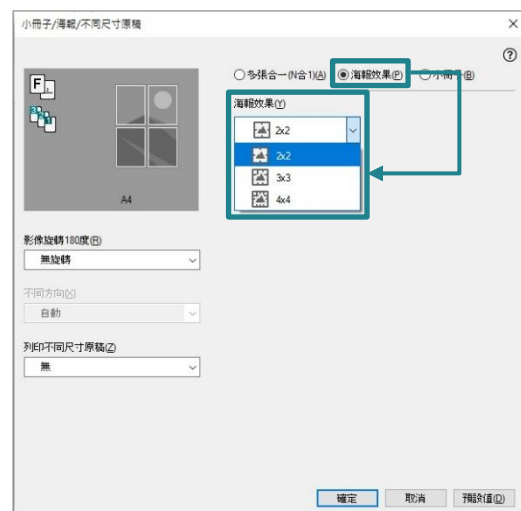 小冊子/海報/不同尺寸原稿
多張合一(N合1)(A) 海報效果(P) 小冊子(B)
海報效果(Y)
2x2
2x2
3x3
4x4
A4
影像旋轉180度(R)
無旋轉
不同方向(X)
自動
列印不同尺寸原稿(Z)
無
確定 取消 預設值(D)